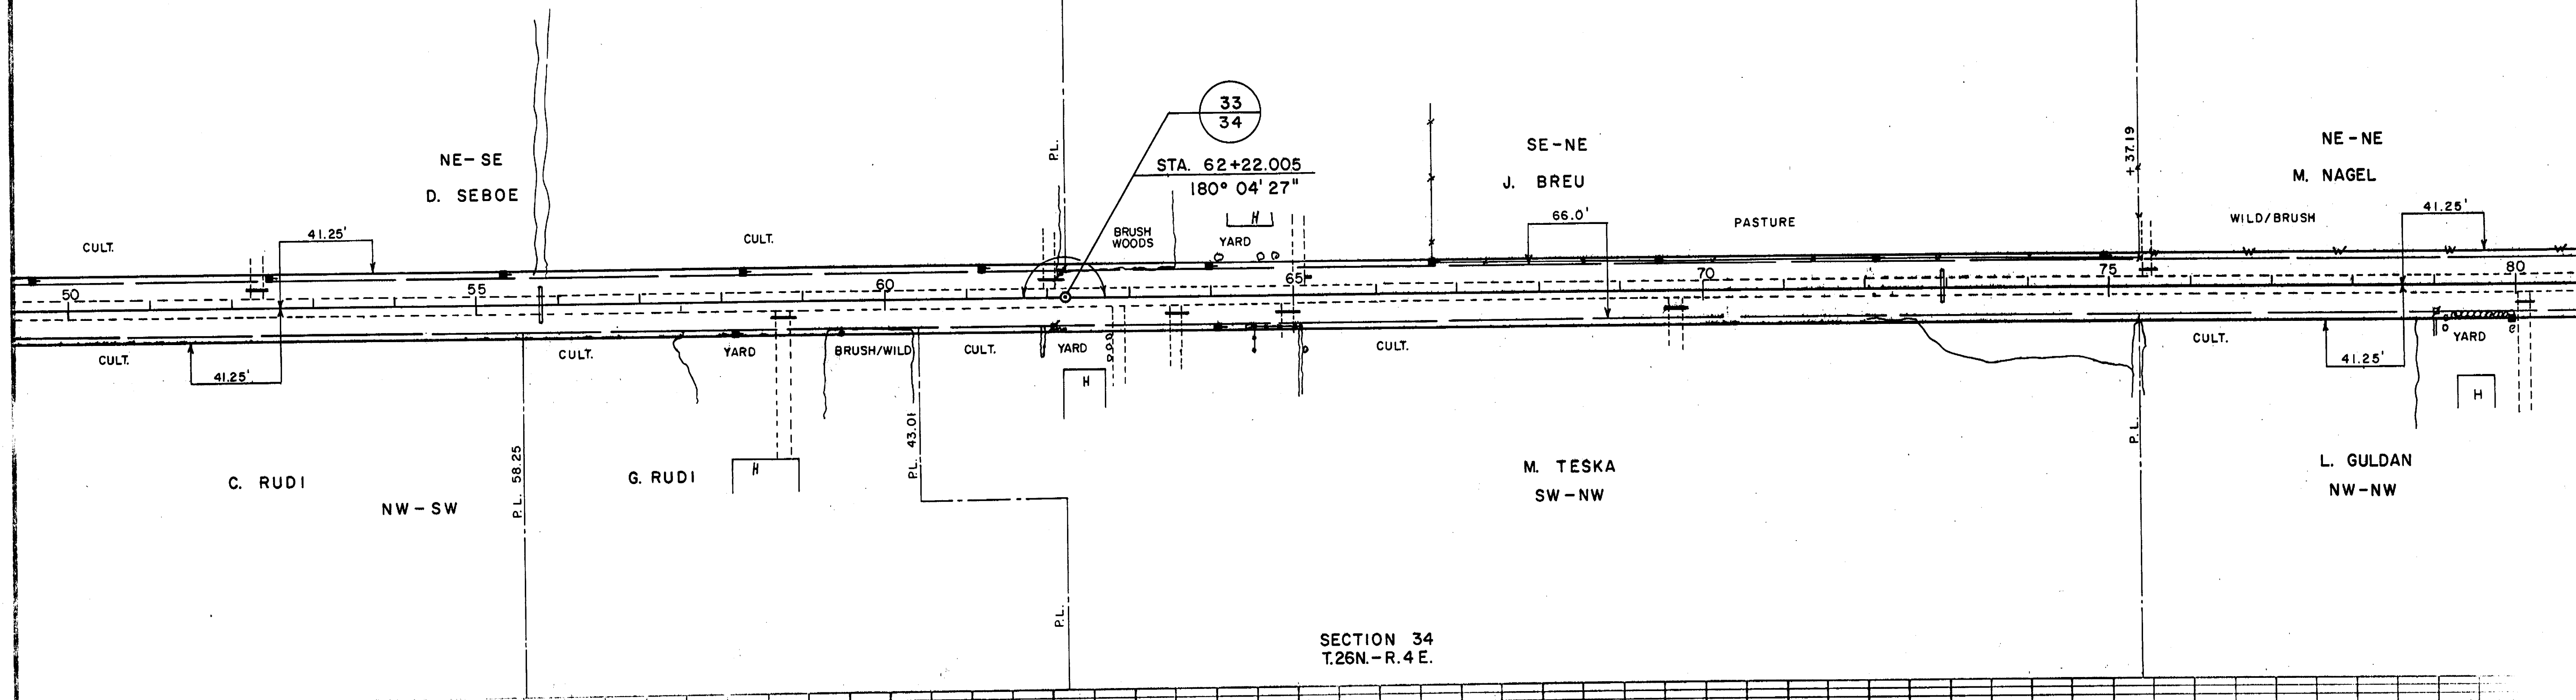 33
34
STA. 62+22.005
180° 04' 27"
NE-SE
D. SEBOE
SE-NE
J. BREU
NE-NE
M. NAGEL
P.L.
+37.19
CULT.
41.25'
CULT.
BRUSH
WOODS
H
YARD
66.0'
PASTURE
WILD/BRUSH
41.25'
50
55
60
65
70
75
80
CULT.
41.25'
CULT.
YARD
BRUSH/WILD
CULT.
YARD
CULT.
CULT.
41.25'
YARD
H
H
H
P.L. 58.25
P.L. 43.01
P.L.
P.L.
C. RUDI
NW-SW
G. RUDI
M. TESKA
SW-NW
L. GULDAN
NW-NW
SECTION 34
T.26N.-R.4E.